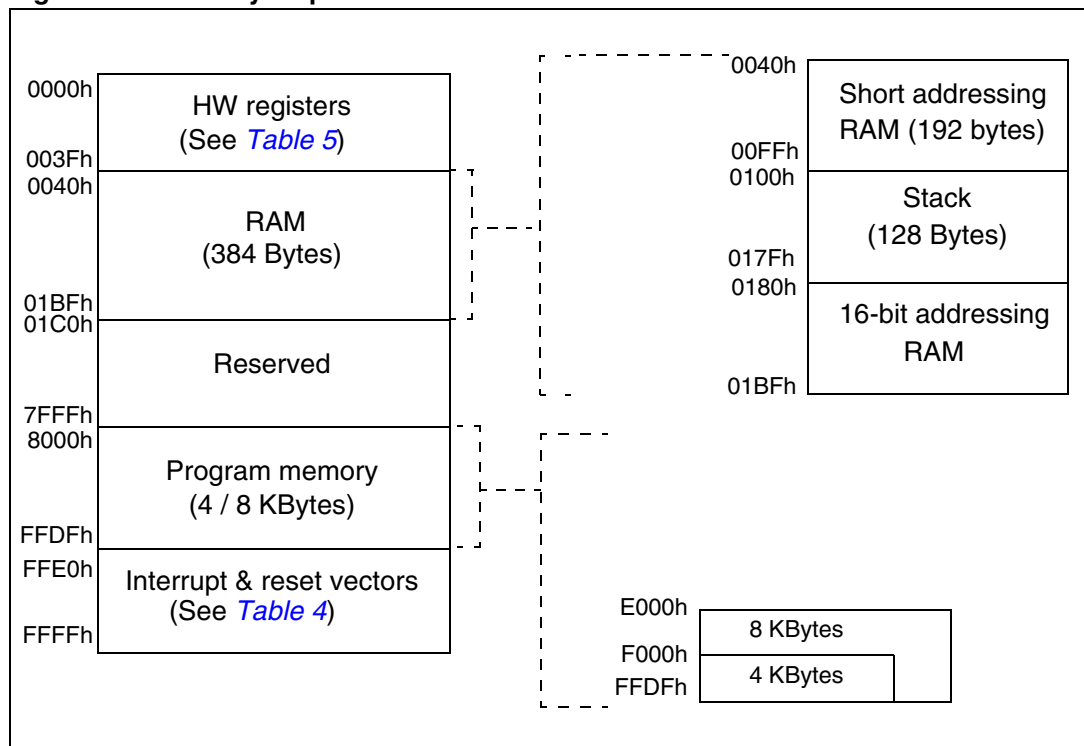 0000h
HW registers
(See Table 5)
003Fh
0040h
RAM
(384 Bytes)
01BFh
01C0h
Reserved
7FFFh
8000h
Program memory
(4 / 8 KBytes)
FFDFh
FFE0h
Interrupt & reset vectors
(See Table 4)
FFFFh
0040h
Short addressing
RAM (192 bytes)
00FFh
0100h
Stack
(128 Bytes)
017Fh
0180h
16-bit addressing
RAM
01BFh
E000h
8 KBytes
F000h
4 KBytes
FFDFh